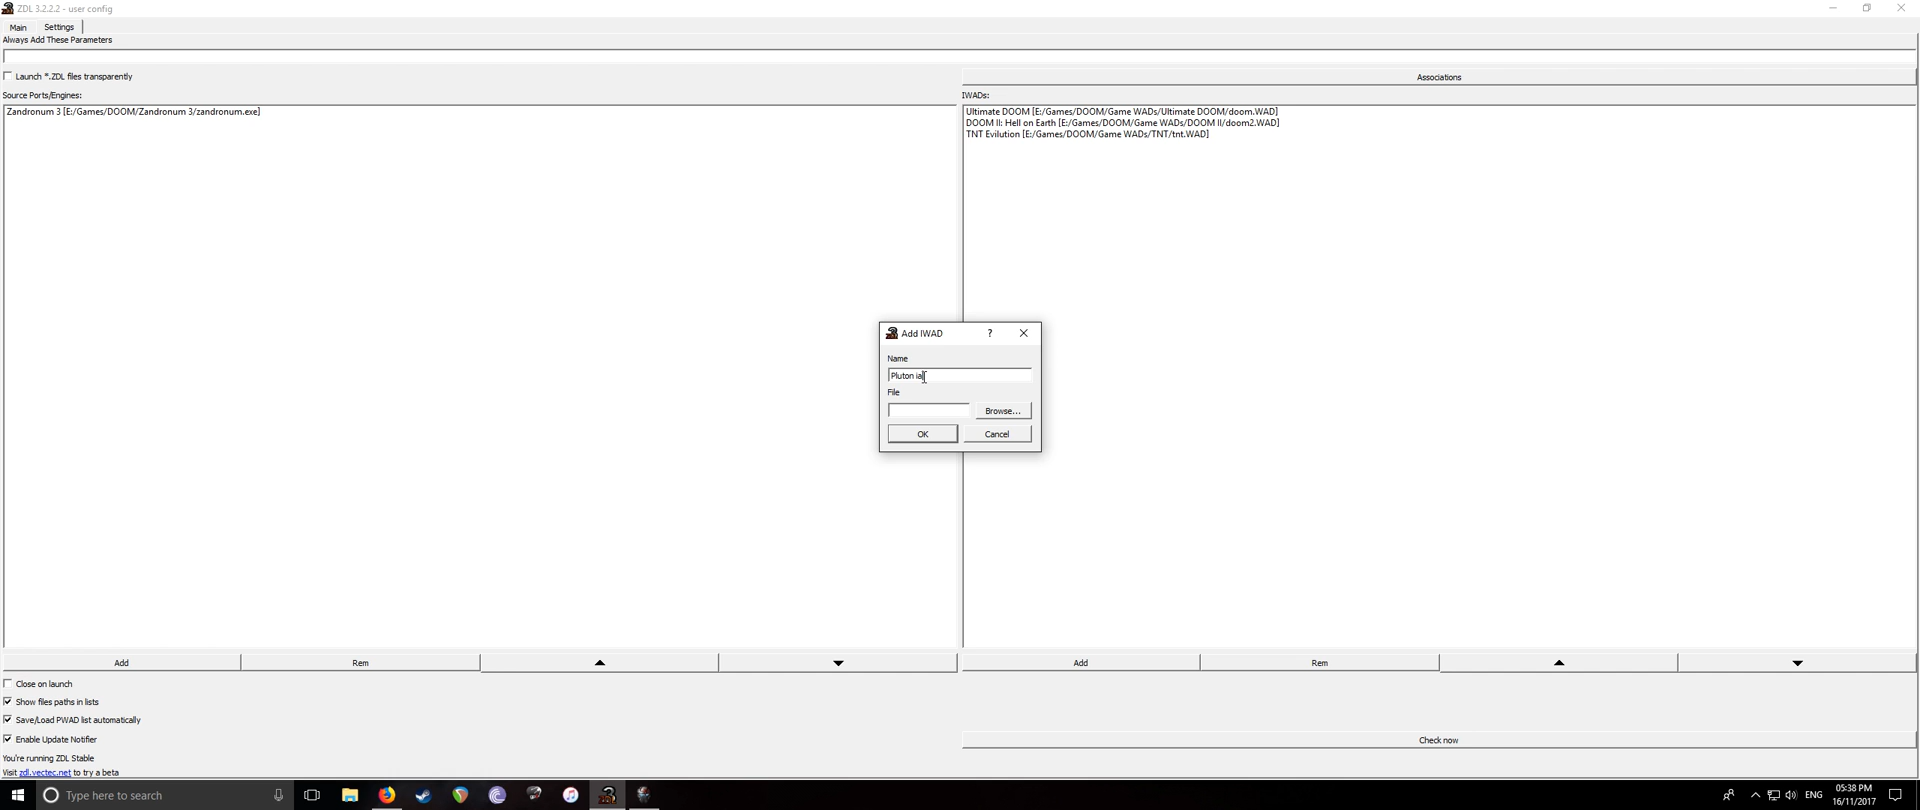 ZDL 3.2.2.2 - user config
Main Settings
Always Add These Parameters
Launch *.ZDL files transparently
Associations
Source Ports/Engines:
IWADs:
Zandronum 3 [E:/Games/DOOM/Zandronum 3/zandronum.exe]
Ultimate DOOM [E:/Games/DOOM/Game WADs/Ultimate DOOM/doom.WAD]
DOOM II: Hell on Earth [E:/Games/DOOM/Game WADs/DOOM II/doom2.WAD]
TNT Evilution [E:/Games/DOOM/Game WADs/TNT/tnt.WAD]
Add IWAD
?
Name
Pluton ia
File
Browse...
OK Cancel
Add Rem Add Rem
Close on launch
Show files paths in lists
Save/Load PWAD list automatically
Enable Update Notifier
Check now
You're running ZDL Stable
Visit zdl.vectec.net to try a beta
Type here to search
ENG
05:38 PM
16/11/2017